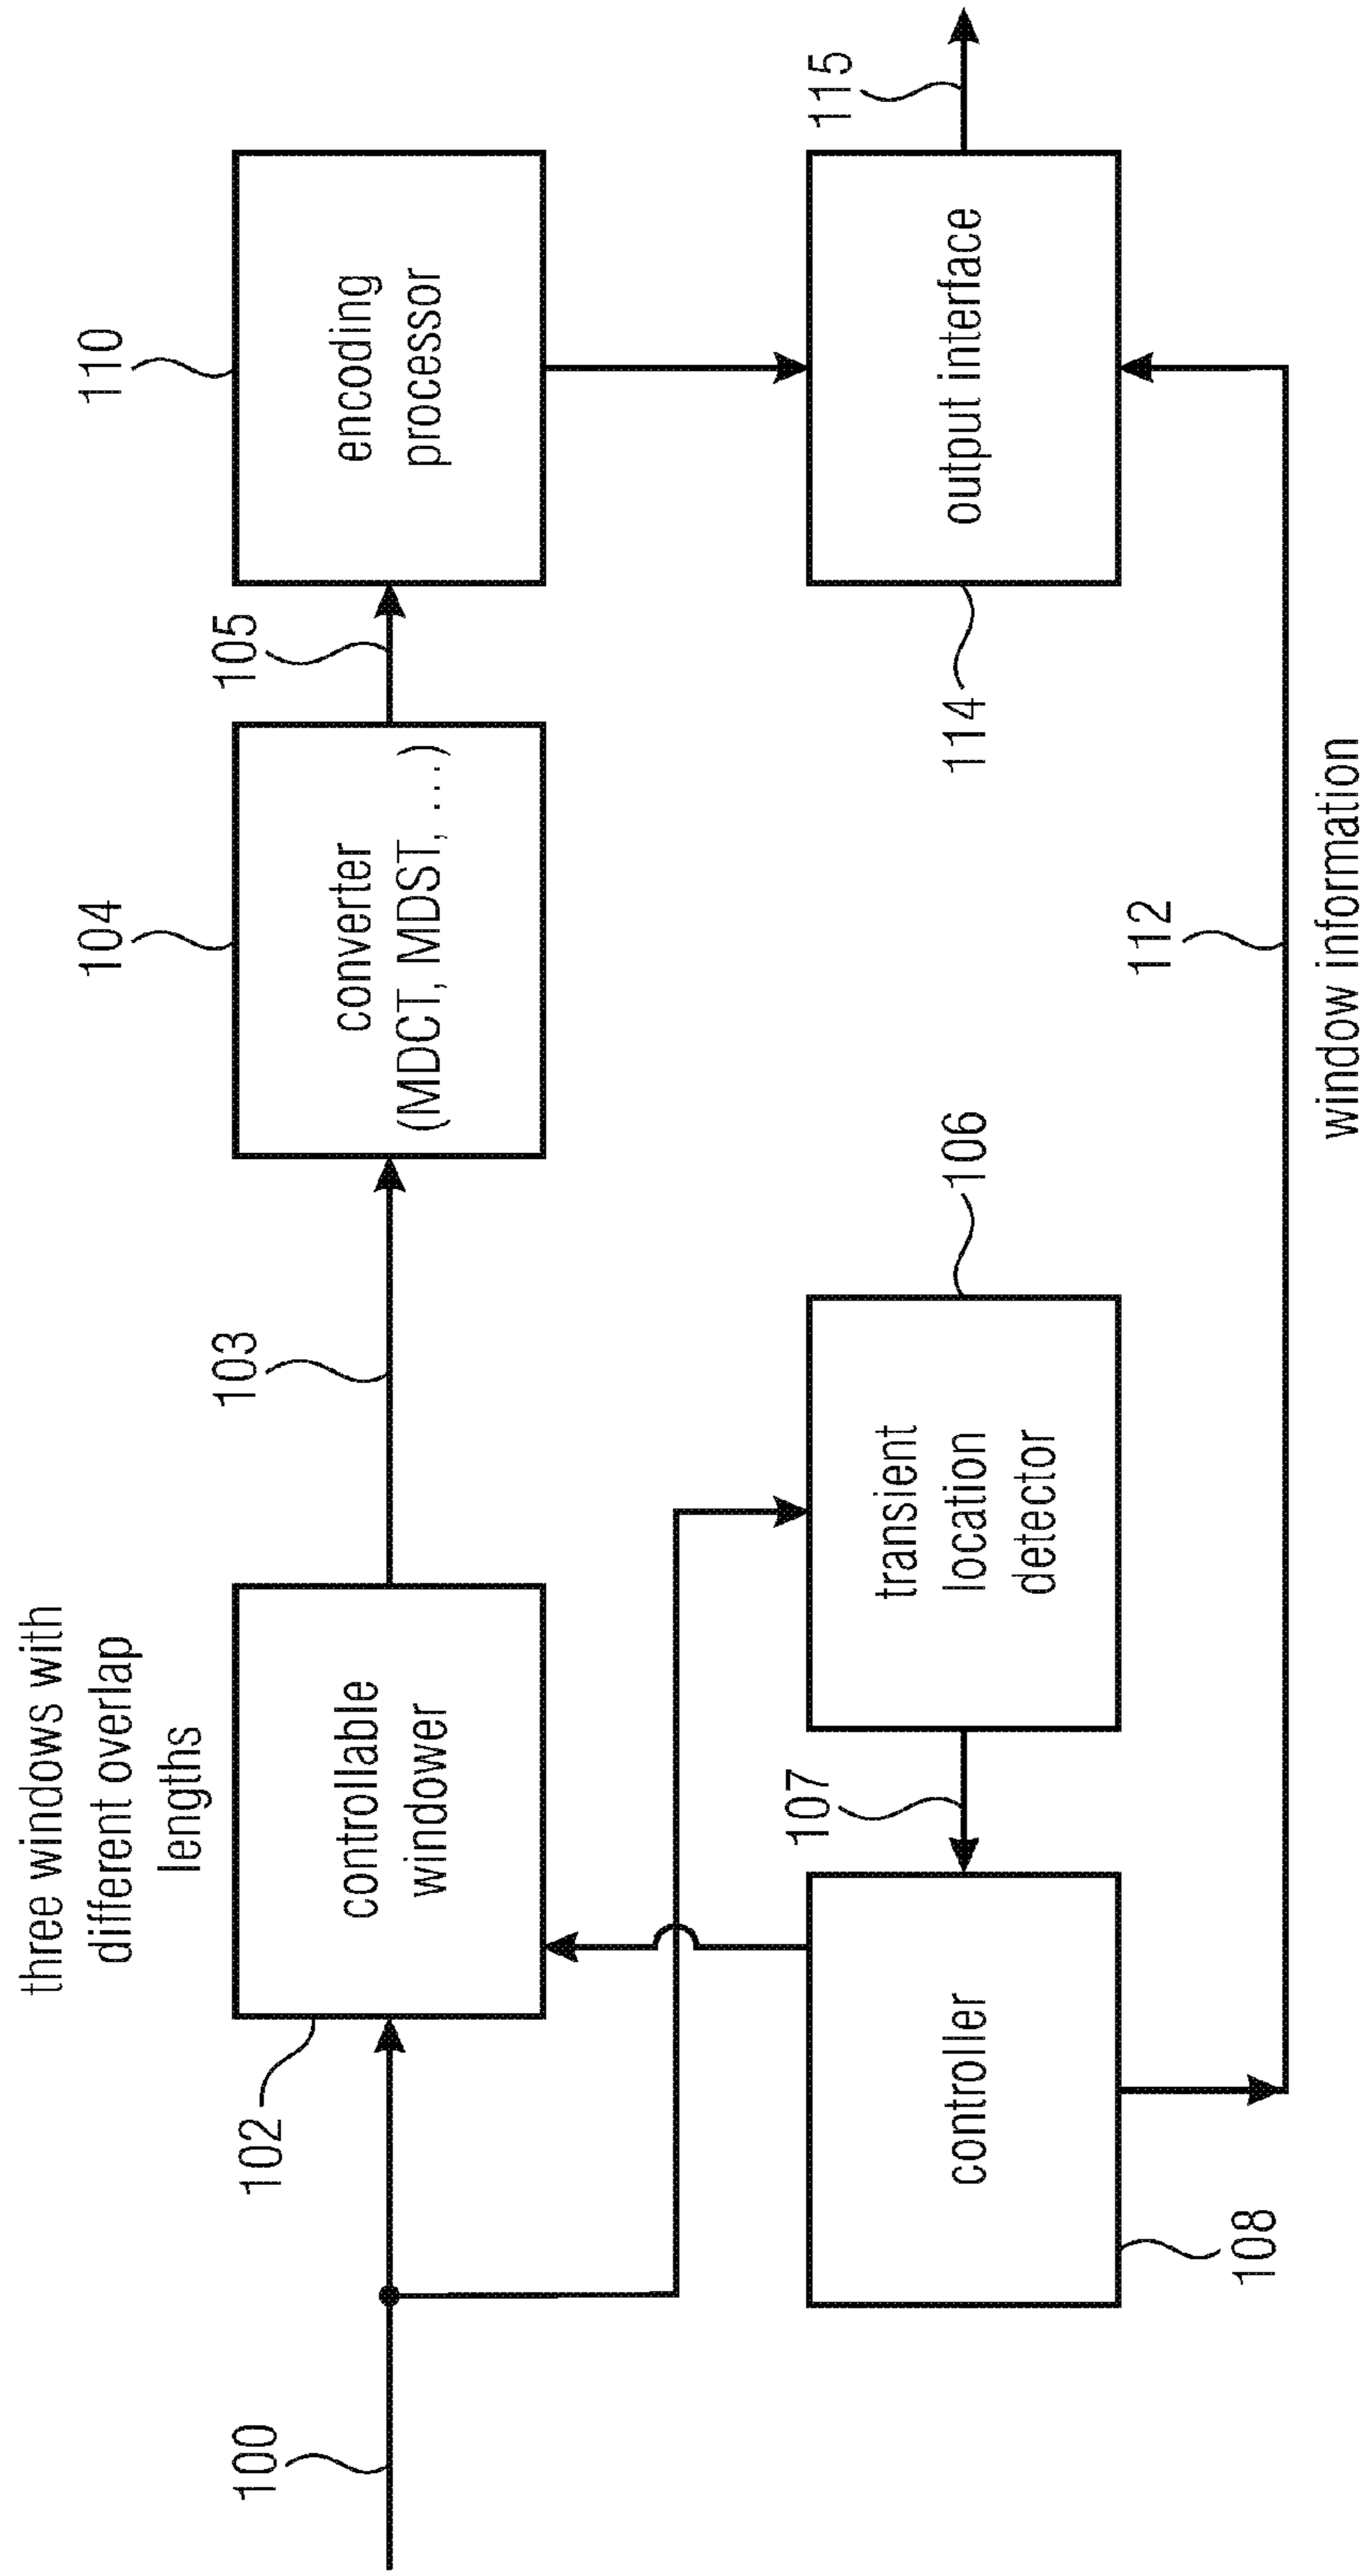 three windows with
different overlap
lengths
100
102
controllable
windower
103
104
converter
(MDCT, MDST, ...)
105
110
encoding
processor
108
controller
107
transient
location
detector
106
114
output interface
115
112
window information